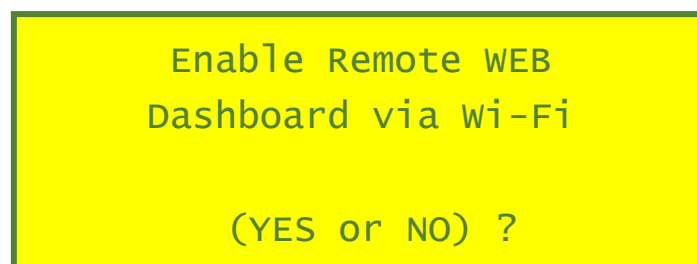 Enable Remote WEB
Dashboard via Wi-Fi
(YES or NO) ?